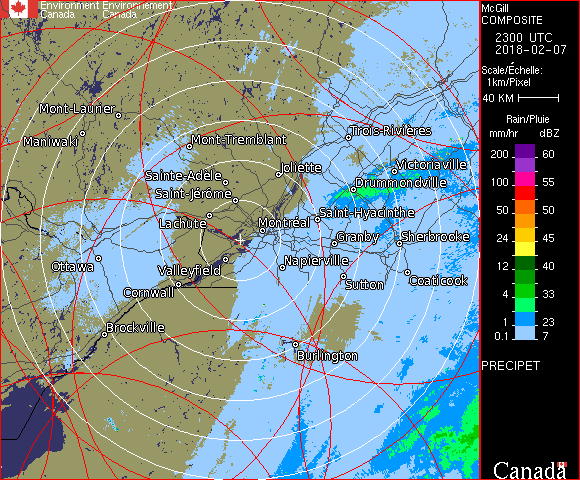 Environment Environnement
Canada Canada
McGill
COMPOSITE
2300 UTC
2018-02-07
Scale/Échelle:
1km/Pixel
40 KM
Rain/Pluie
mm/hr dBZ
200 60
100 55
50 50
24 45
12 40
8 33
4 30
1 23
0.1 7
PRECIPET
Canada
Mont-Laurier
Maniwaki
Mont-Tremblant
Trois-Rivières
Joliette
Victoriaville
Sainte-Adèle
Drummondville
Saint-Jérôme
Lachute
Montréal
Saint-Hyacinthe
Granby
Sherbrooke
Ottawa
Valleyfield
Napierville
Cornwall
Sutton
Coaticook
Brockville
Burlington